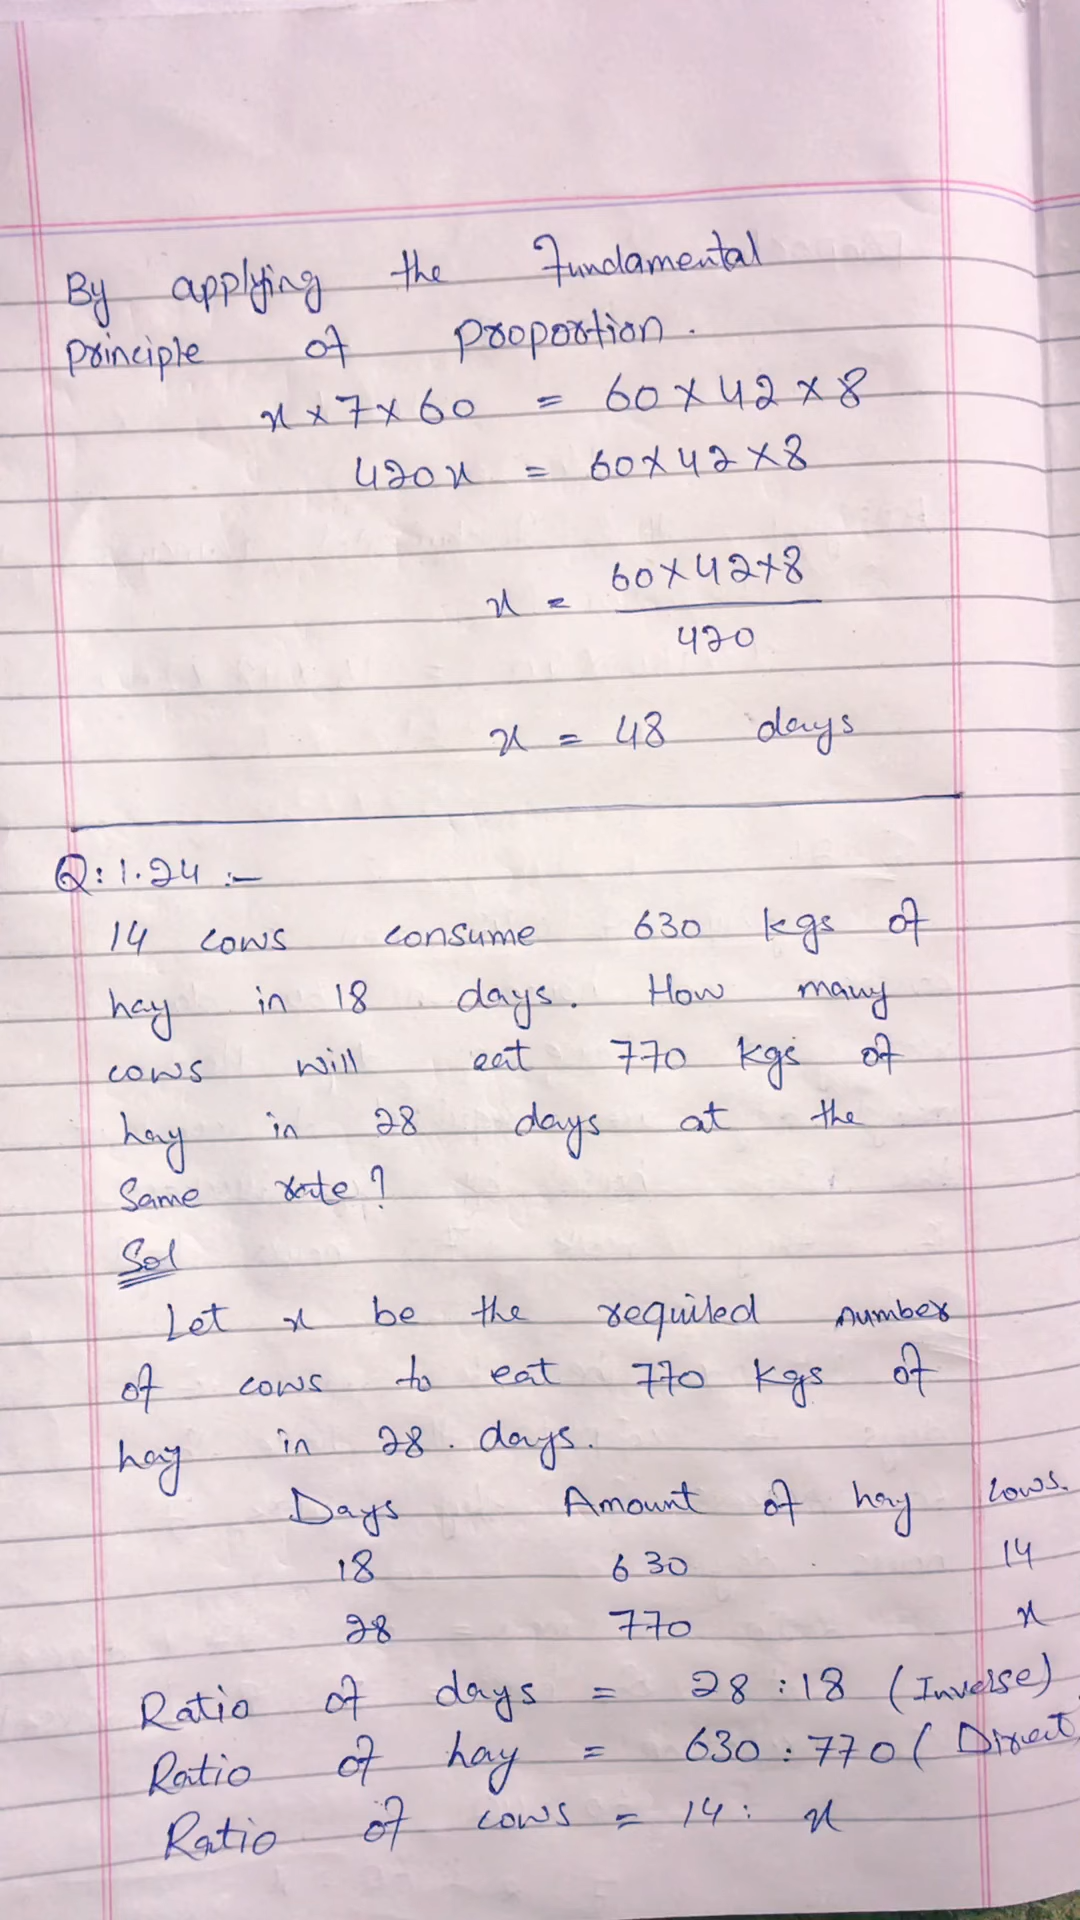 By applying the Fundamental
principle of proportion.
x × 7 × 60 = 60 × 42 × 8
420x = 60×42×8
x = 60×42×8
420
x = 48 days
Q: 1.24 :-
14 cows consume 630 kgs of
hay in 18 days. How many
cows will eat 770 kgs of
hay in 28 days at the
Same rate?
Sol
Let x be the required number
of cows to eat 770 kgs of
hay in 28. days.
Days Amount of hay cows.
18 630 14
28 770 x
Ratio of days = 28 : 18 (Inverse)
Ratio of hay = 630 : 770 (Direct
Ratio of cows = 14 : x